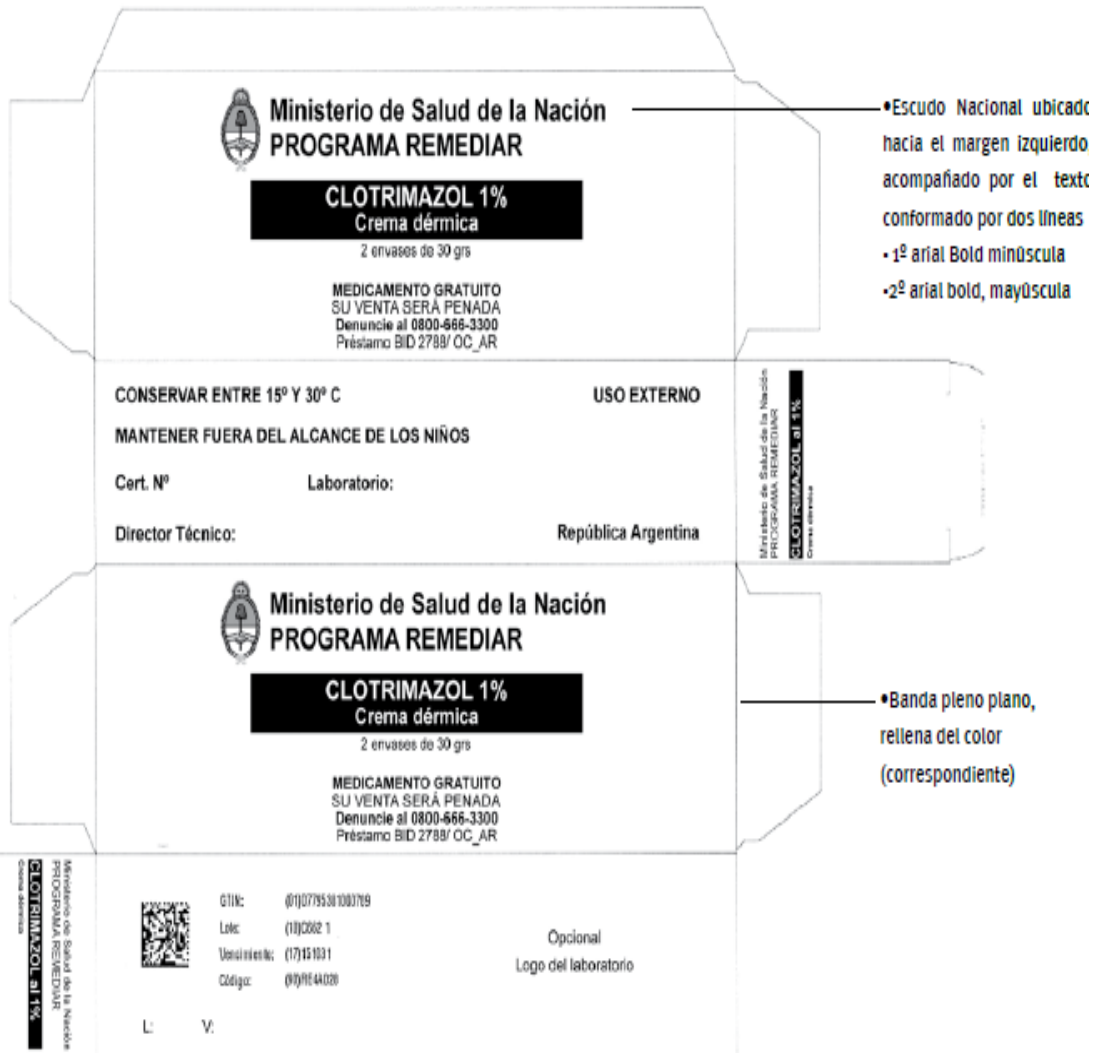 Ministerio de Salud de la Nación
PROGRAMA REMEDIAR
CLOTRIMAZOL 1%
Crema dérmica
2 envases de 30 grs
MEDICAMENTO GRATUITO
SU VENTA SERÁ PENADA
Denuncie al 0800-666-3300
Préstamo BID 2788/ OC_AR
•Escudo Nacional ubicado
hacia el margen izquierdo
acompañado por el texto
conformado por dos líneas
• 1º arial Bold minúscula
•2º arial bold, mayúscula
CONSERVAR ENTRE 15º Y 30º C
USO EXTERNO
MANTENER FUERA DEL ALCANCE DE LOS NIÑOS
Cert. Nº
Laboratorio:
Director Técnico:
República Argentina
Ministerio de Salud de la Nación
PROGRAMA REMEDIAR
CLOTRIMAZOL al 1%
Crema dérmica
Ministerio de Salud de la Nación
PROGRAMA REMEDIAR
CLOTRIMAZOL 1%
Crema dérmica
2 envases de 30 grs
MEDICAMENTO GRATUITO
SU VENTA SERÁ PENADA
Denuncie al 0800-666-3300
Préstamo BID 2788/ OC_AR
•Banda pleno plano,
rellena del color
(correspondiente)
Ministerio de Salud de la Nación
PROGRAMA REMEDIAR
CLOTRIMAZOL al 1%
Crema dérmica
GTIN:
Lote:
Vencimiento: (17)151031
Código:
Opcional
Logo del laboratorio
L:
V: